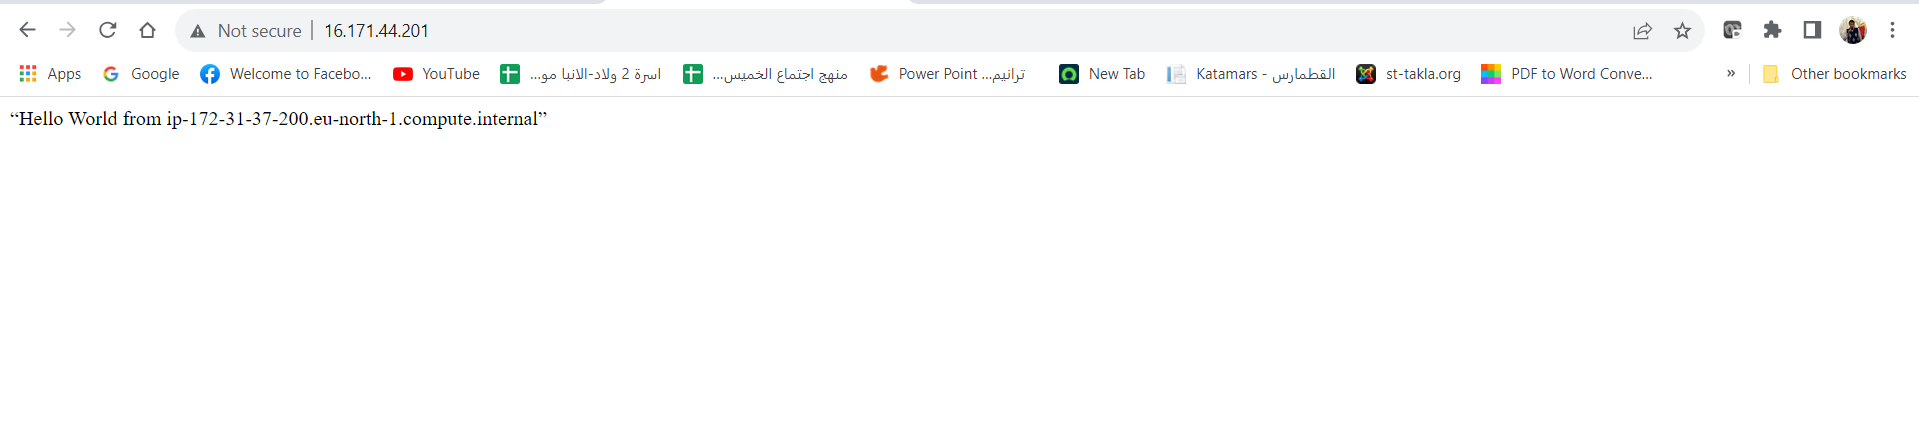 Not secure | 16.171.44.201
Apps Google Welcome to Facebo... YouTube اسرة 2 ولاد-الانبا مو... منهج اجتماع الخميس... Power Point ...ترانيم New Tab Katamars - القطمارس st-takla.org PDF to Word Conve... » Other bookmarks
“Hello World from ip-172-31-37-200.eu-north-1.compute.internal”